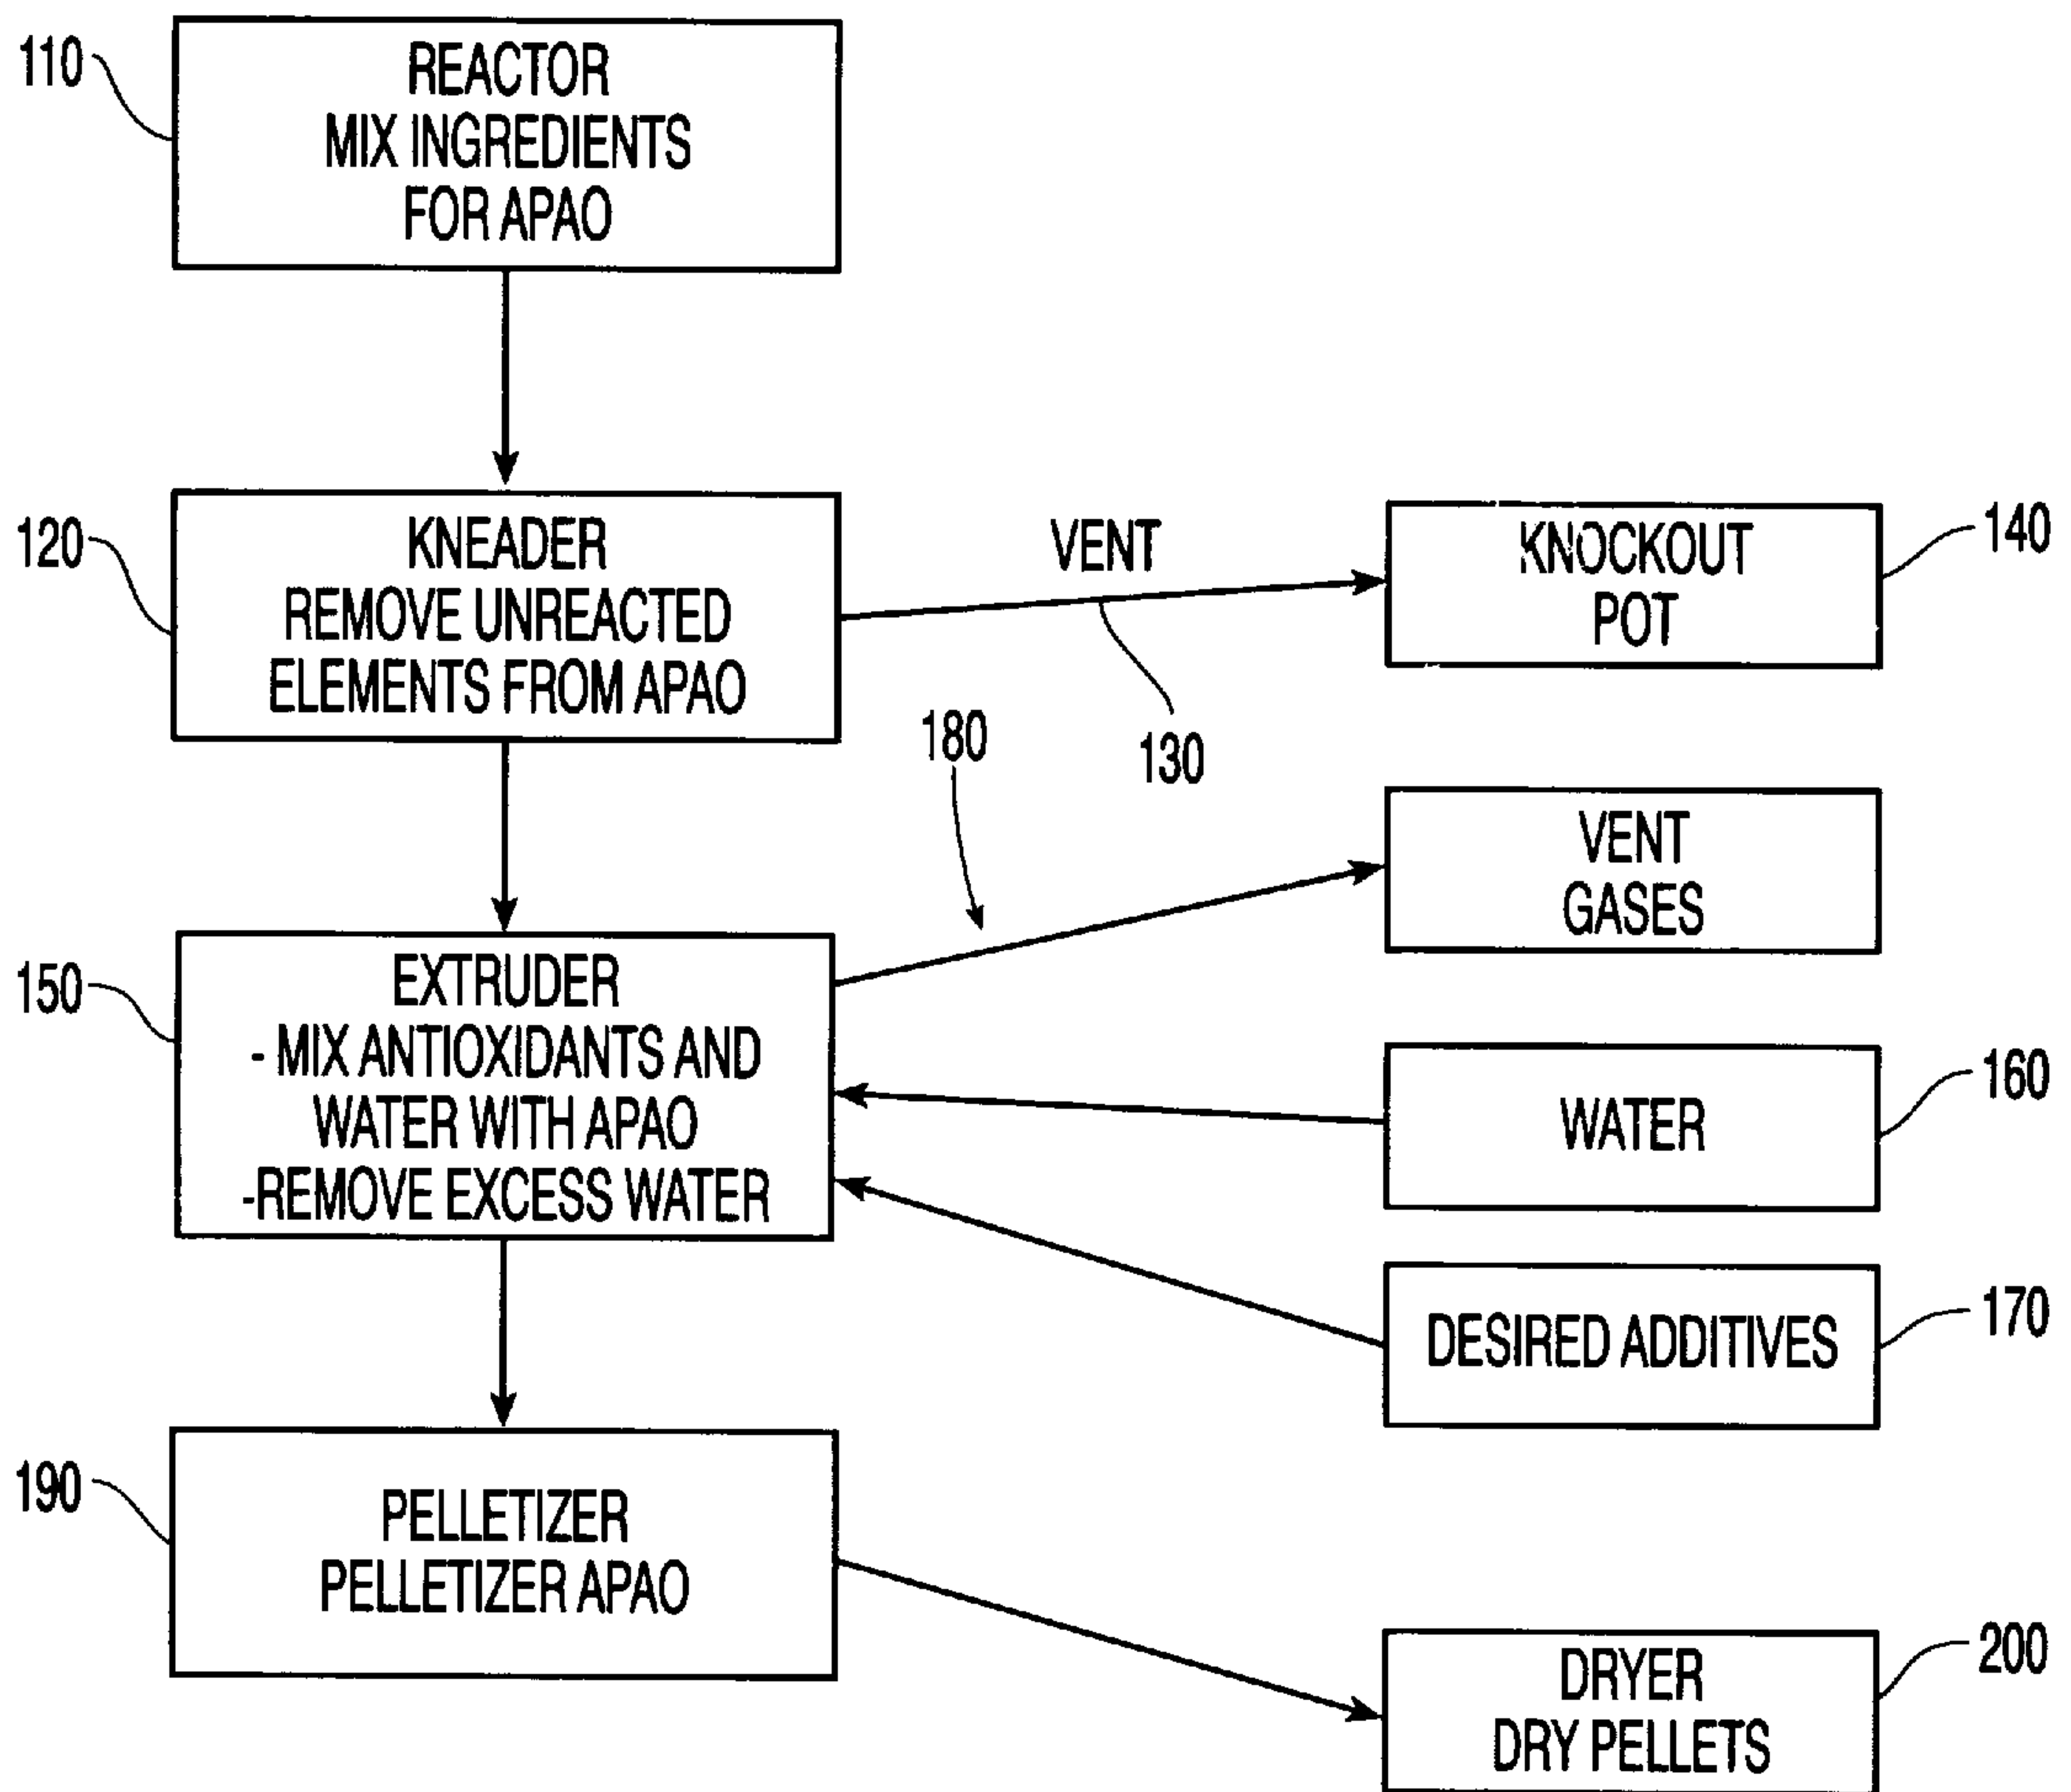 110
REACTOR
MIX INGREDIENTS
FOR APAO
120
KNEADER
REMOVE UNREACTED
ELEMENTS FROM APAO
VENT
130
KNOCKOUT
POT
140
180
VENT
GASES
150
EXTRUDER
- MIX ANTIOXIDANTS AND
WATER WITH APAO
-REMOVE EXCESS WATER
WATER
160
DESIRED ADDITIVES
170
190
PELLETIZER
PELLETIZER APAO
DRYER
DRY PELLETS
200